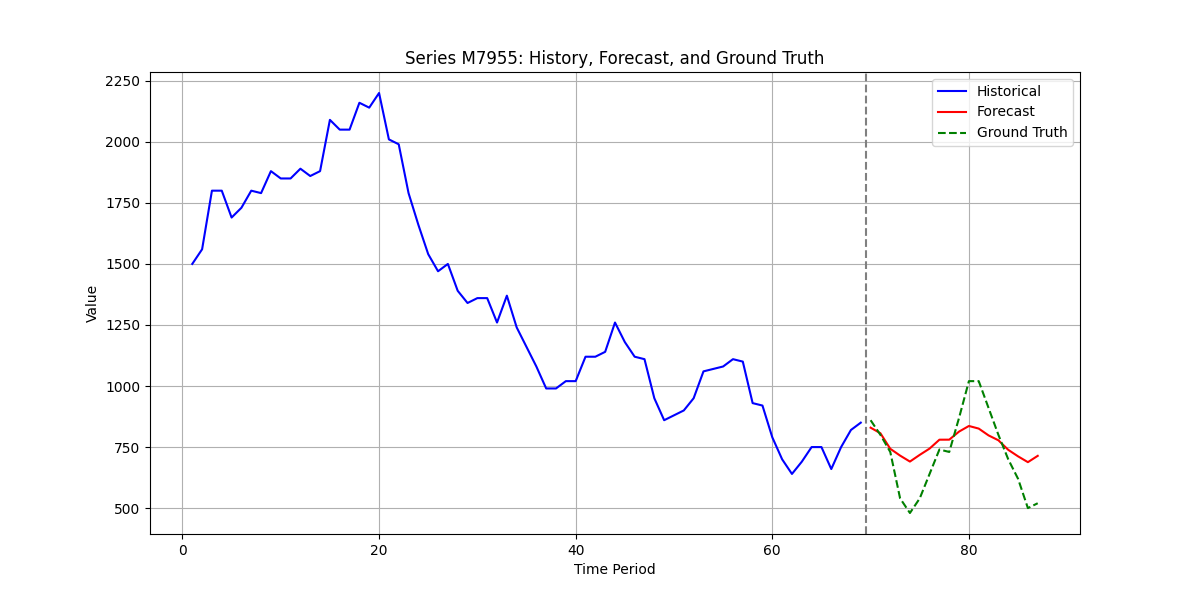 Series M7955: History, Forecast, and Ground Truth
2250
2000
1750
1500
1250
1000
750
500
Value
Historical
Forecast
Ground Truth
0
20
40
60
80
Time Period